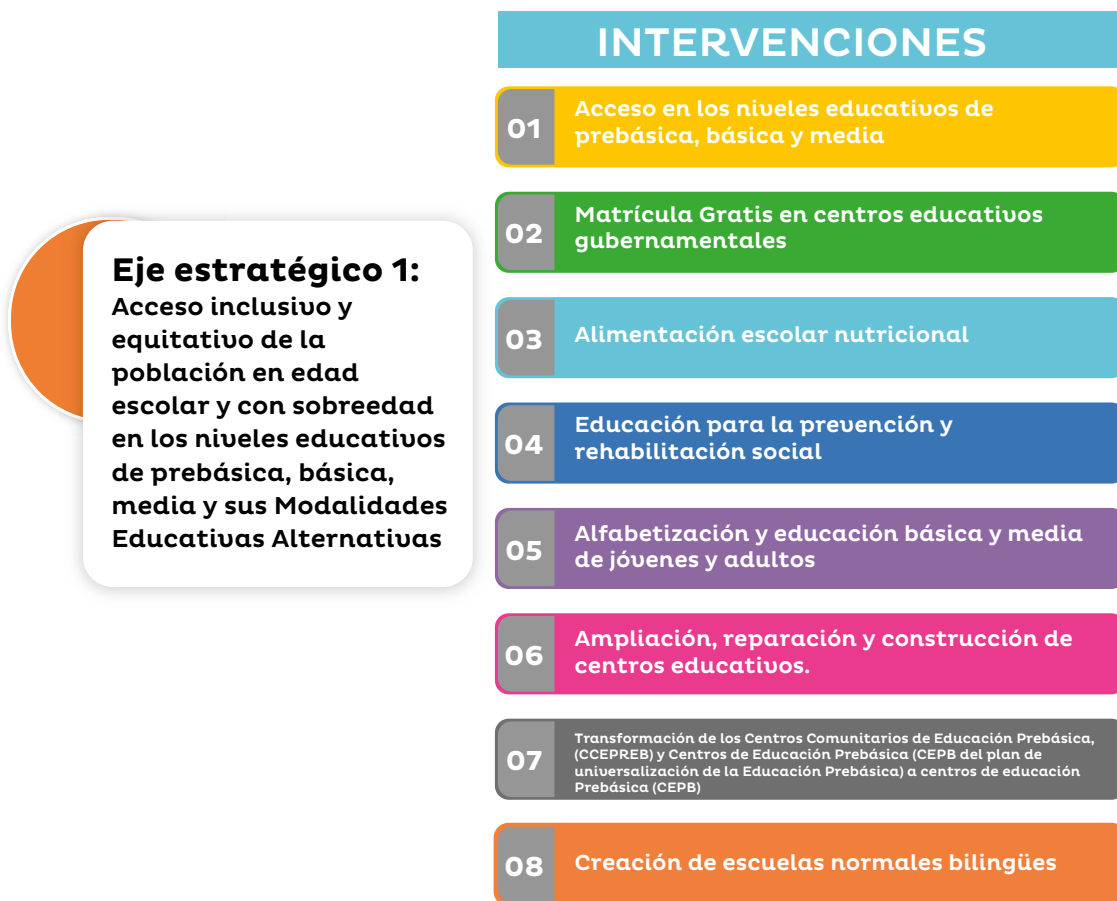 INTERVENCIONES
Eje estratégico 1:
Acceso inclusivo y
equitativo de la
población en edad
escolar y con sobreedad
en los niveles educativos
de prebásica, básica,
media y sus Modalidades
Educativas Alternativas
01
Acceso en los niveles educativos de
prebásica, básica y media
02
Matrícula Gratis en centros educativos
gubernamentales
03
Alimentación escolar nutricional
04
Educación para la prevención y
rehabilitación social
05
Alfabetización y educación básica y media
de jóvenes y adultos
06
Ampliación, reparación y construcción de
centros educativos.
07
Transformación de los Centros Comunitarios de Educación Prebásica,
(CCEPREB) y Centros de Educación Prebásica (CEPB del plan de
universalización de la Educación Prebásica) a centros de educación
Prebásica (CEPB)
08
Creación de escuelas normales bilingües